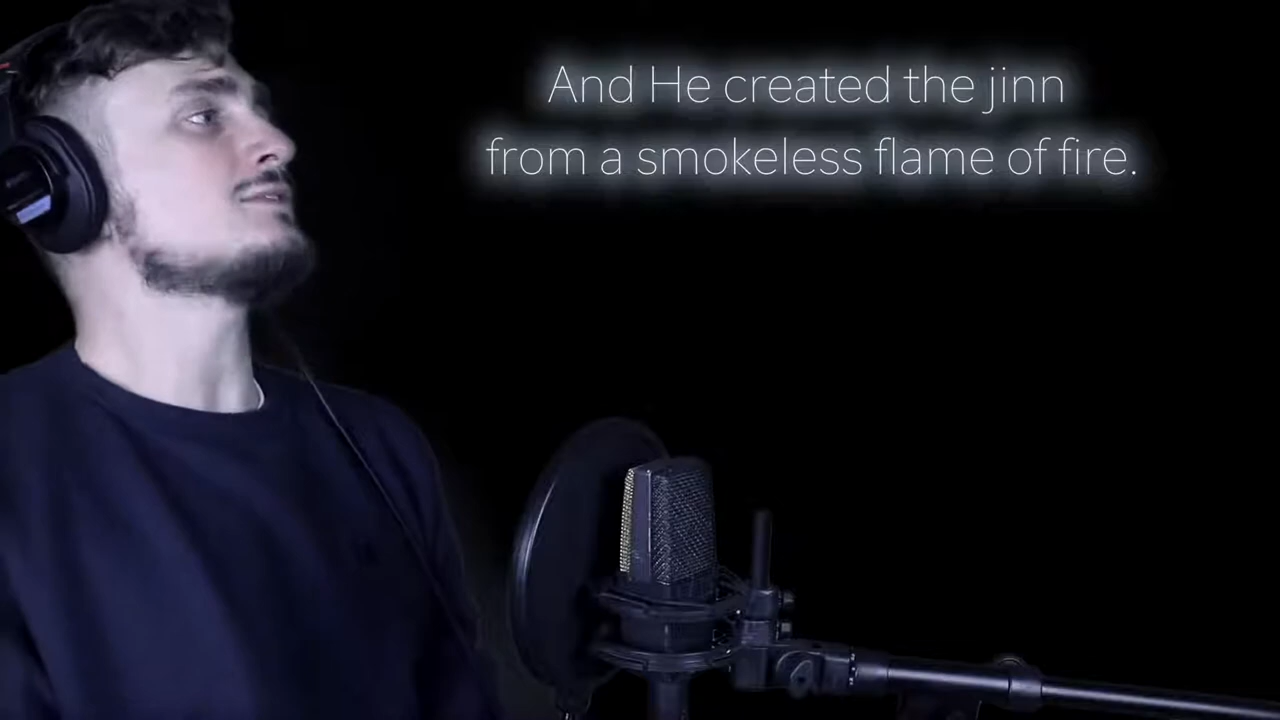 And He created the jinn
from a smokeless flame of fire.